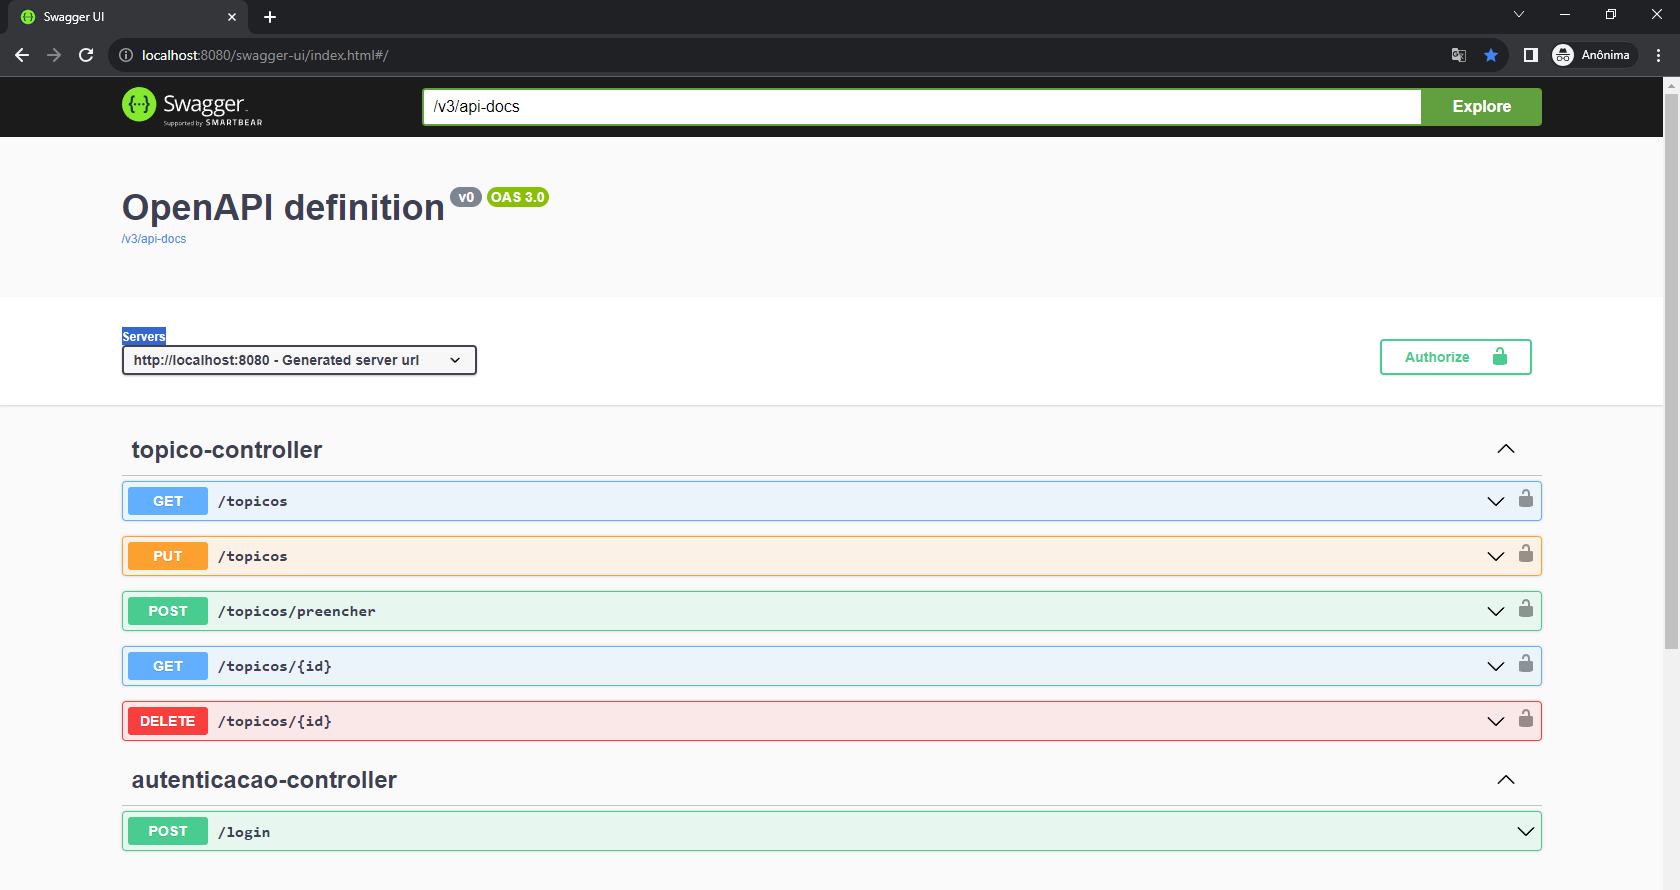 Swagger UI
localhost:8080/swagger-ui/index.html#/
Anônima
Swagger
Supported by SMARTBEAR
/v3/api-docs
Explore
OpenAPI definition v0 OAS 3.0
/v3/api-docs
Servers
http://localhost:8080 - Generated server url
Authorize
topico-controller
GET /topicos
PUT /topicos
POST /topicos/preencher
GET /topicos/{id}
DELETE /topicos/{id}
autenticacao-controller
POST /login